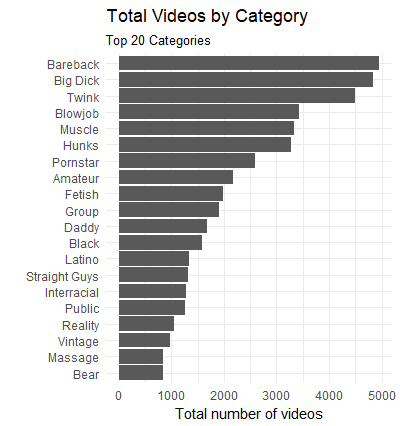 Total Videos by Category
Top 20 Categories
Bareback
Big Dick
Twink
Blowjob
Muscle
Hunks
Pornstar
Amateur
Fetish
Group
Daddy
Black
Latino
Straight Guys
Interracial
Public
Reality
Vintage
Massage
Bear
0 1000 2000 3000 4000 5000
Total number of videos